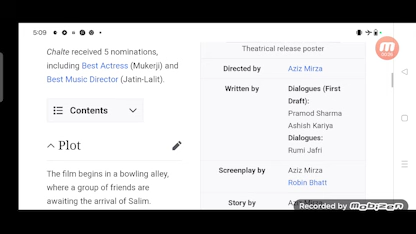 5:09
Chalte received 5 nominations,
including Best Actress (Mukerji) and
Best Music Director (Jatin-Lalit).
Contents
Plot
The film begins in a bowling alley,
where a group of friends are
awaiting the arrival of Salim.
Theatrical release poster
Directed by Aziz Mirza
Written by Dialogues (First
Draft):
Pramod Sharma
Ashish Kariya
Dialogues:
Rumi Jafri
Screenplay by Aziz Mirza
Robin Bhatt
Story by
Recorded by Mobizen